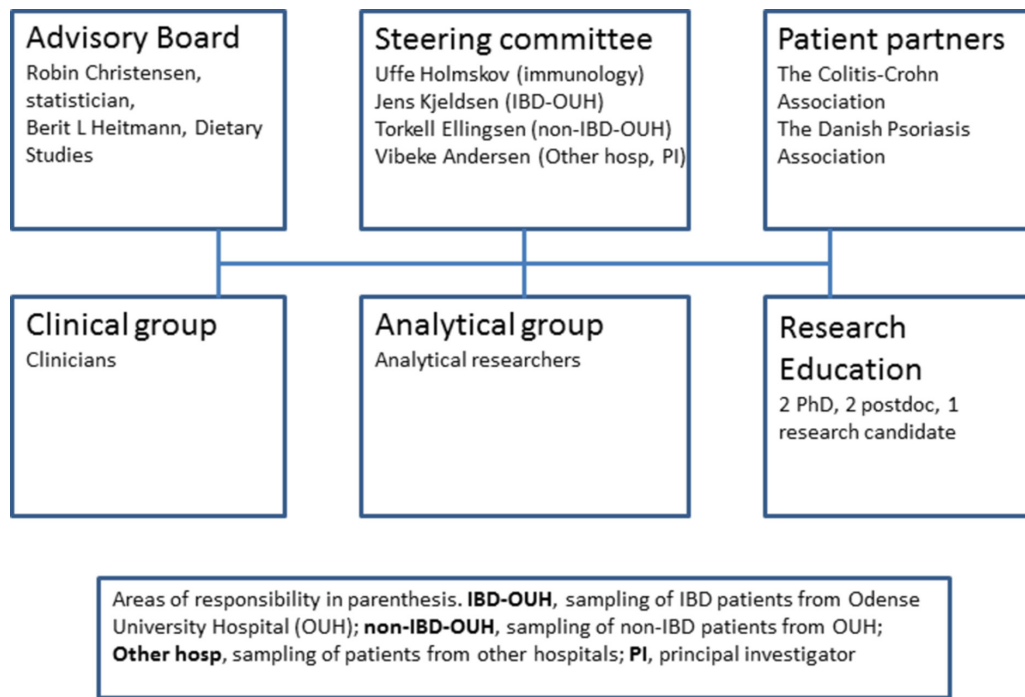 Advisory Board
Robin Christensen,
statistician,
Berit L Heitmann, Dietary
Studies
Steering committee
Uffe Holmskov (immunology)
Jens Kjeldsen (IBD-OUH)
Torkell Ellingsen (non-IBD-OUH)
Vibeke Andersen (Other hosp, PI)
Patient partners
The Colitis-Crohn
Association
The Danish Psoriasis
Association
Clinical group
Clinicians
Analytical group
Analytical researchers
Research
Education
2 PhD, 2 postdoc, 1
research candidate
Areas of responsibility in parenthesis. IBD-OUH, sampling of IBD patients from Odense
University Hospital (OUH); non-IBD-OUH, sampling of non-IBD patients from OUH;
Other hosp, sampling of patients from other hospitals; PI, principal investigator